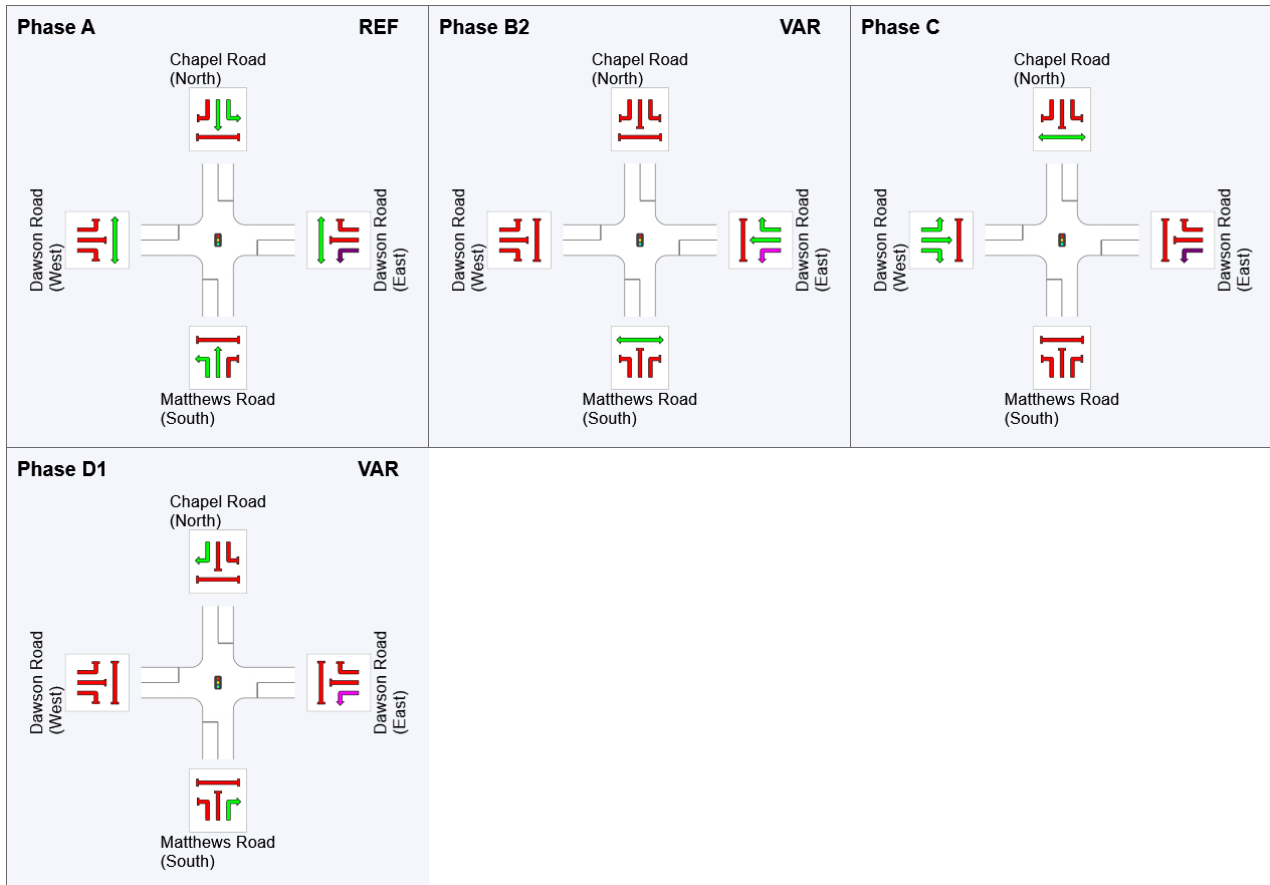 Phase A REF
Chapel Road
(North)
Dawson Road
(West)
Dawson Road
(East)
Matthews Road
(South)
Phase B2 VAR
Chapel Road
(North)
Dawson Road
(West)
Dawson Road
(East)
Matthews Road
(South)
Phase C
Chapel Road
(North)
Dawson Road
(West)
Dawson Road
(East)
Matthews Road
(South)
Phase D1 VAR
Chapel Road
(North)
Dawson Road
(West)
Dawson Road
(East)
Matthews Road
(South)